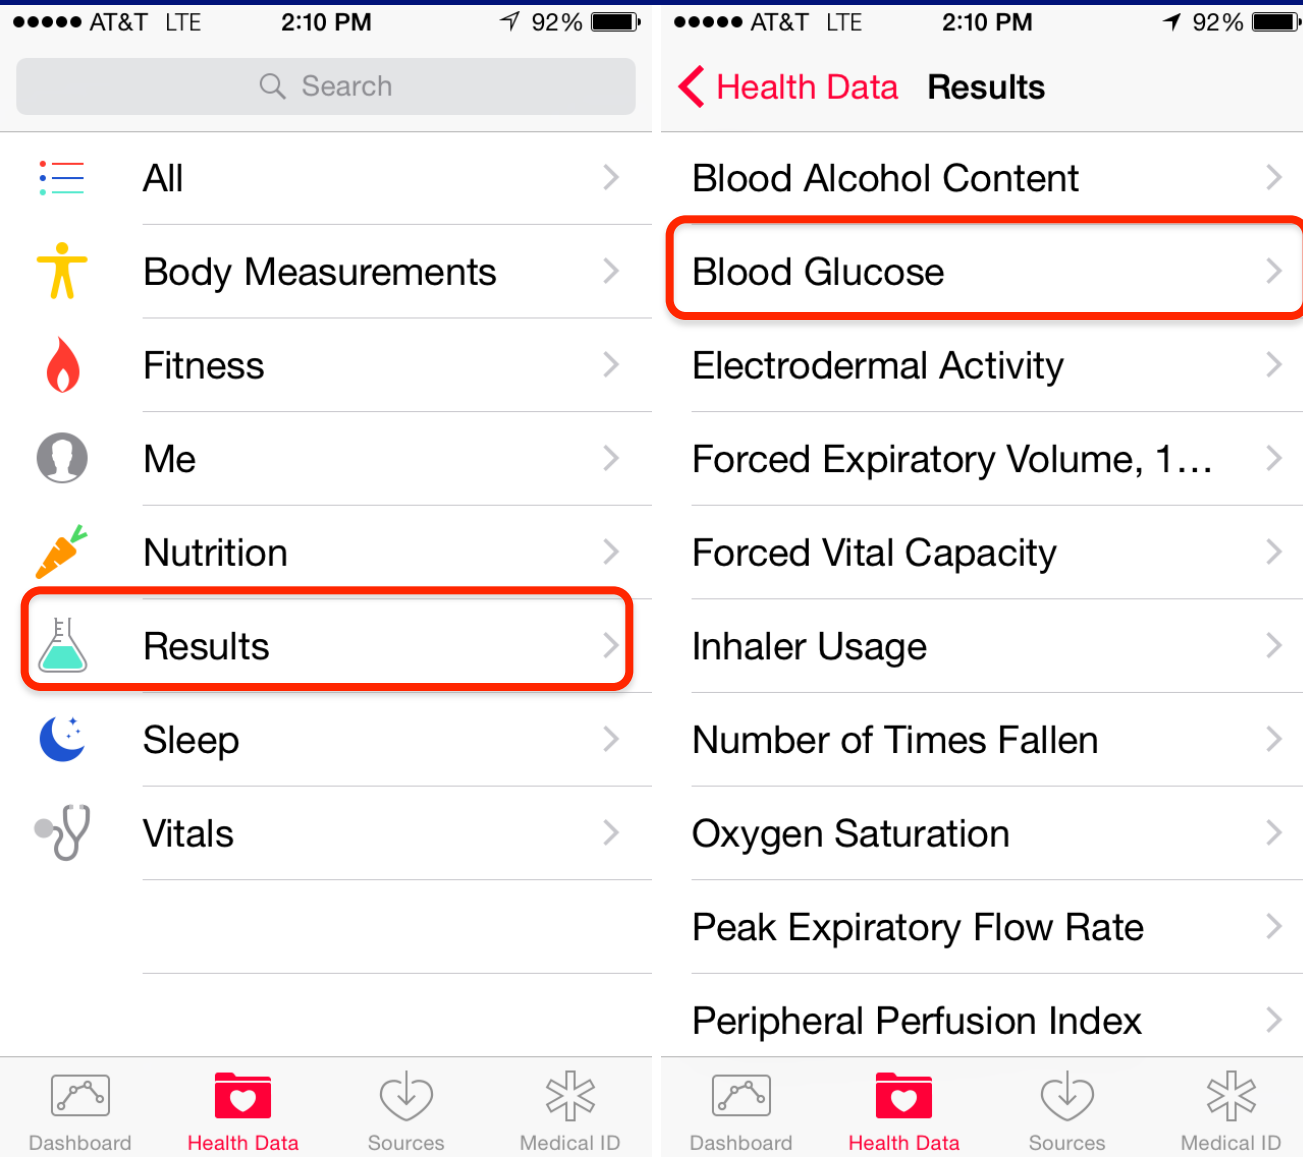 AT&T LTE 2:10 PM 92%
Search
All
Body Measurements
Fitness
Me
Nutrition
Results
Sleep
Vitals
Dashboard Health Data Sources Medical ID
AT&T LTE 2:10 PM 92%
Health Data Results
Blood Alcohol Content
Blood Glucose
Electrodermal Activity
Forced Expiratory Volume, 1...
Forced Vital Capacity
Inhaler Usage
Number of Times Fallen
Oxygen Saturation
Peak Expiratory Flow Rate
Peripheral Perfusion Index
Dashboard Health Data Sources Medical ID